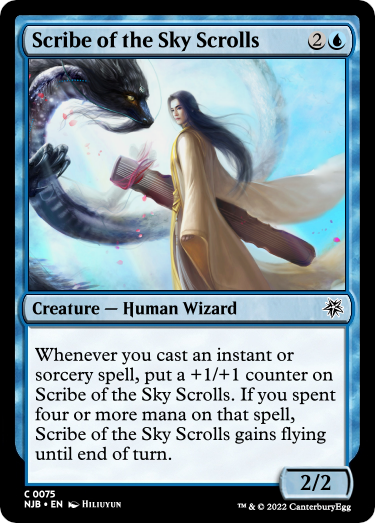 Scribe of the Sky Scrolls 2
Creature — Human Wizard
Whenever you cast an instant or
sorcery spell, put a +1/+1 counter on
Scribe of the Sky Scrolls. If you spent
four or more mana on that spell,
Scribe of the Sky Scrolls gains flying
until end of turn.
2/2
C 0075
NJB • EN HILIUYUN
™ & © 2022 CanterburyEgg